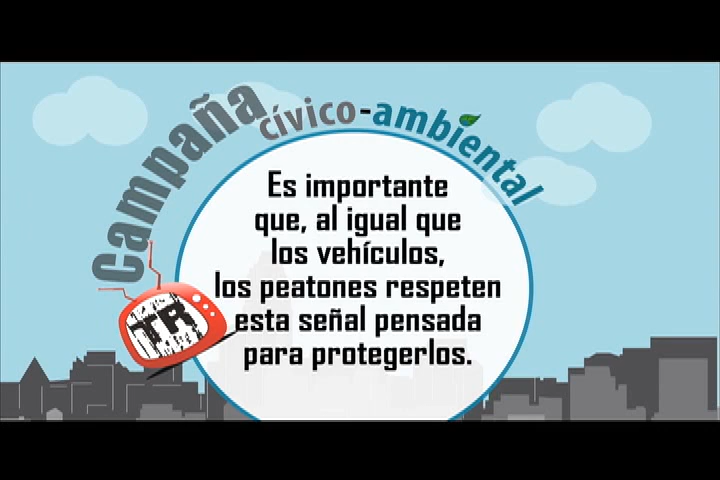 Campaña
cívico-ambiental
Es importante
que, al igual que
los vehículos,
los peatones respeten
esta señal pensada
para protegerlos.
TR